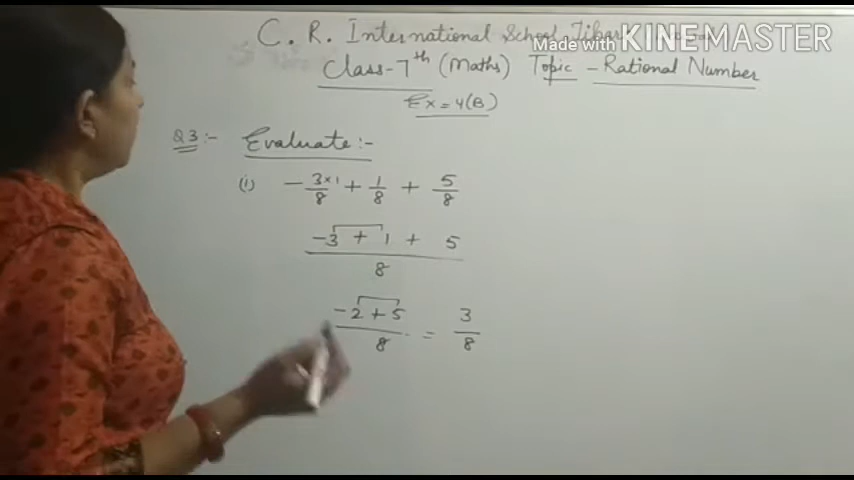 C. R. International School
Made with KINEMASTER
Class-7th (Maths) Topic - Rational Number
Ex = 4(B)
Q3:- Evaluate:-
(i) - 3×1/8 + 1/8 + 5/8
-3 + 1 + 5
8
-2 + 5 / 8 = 3/8